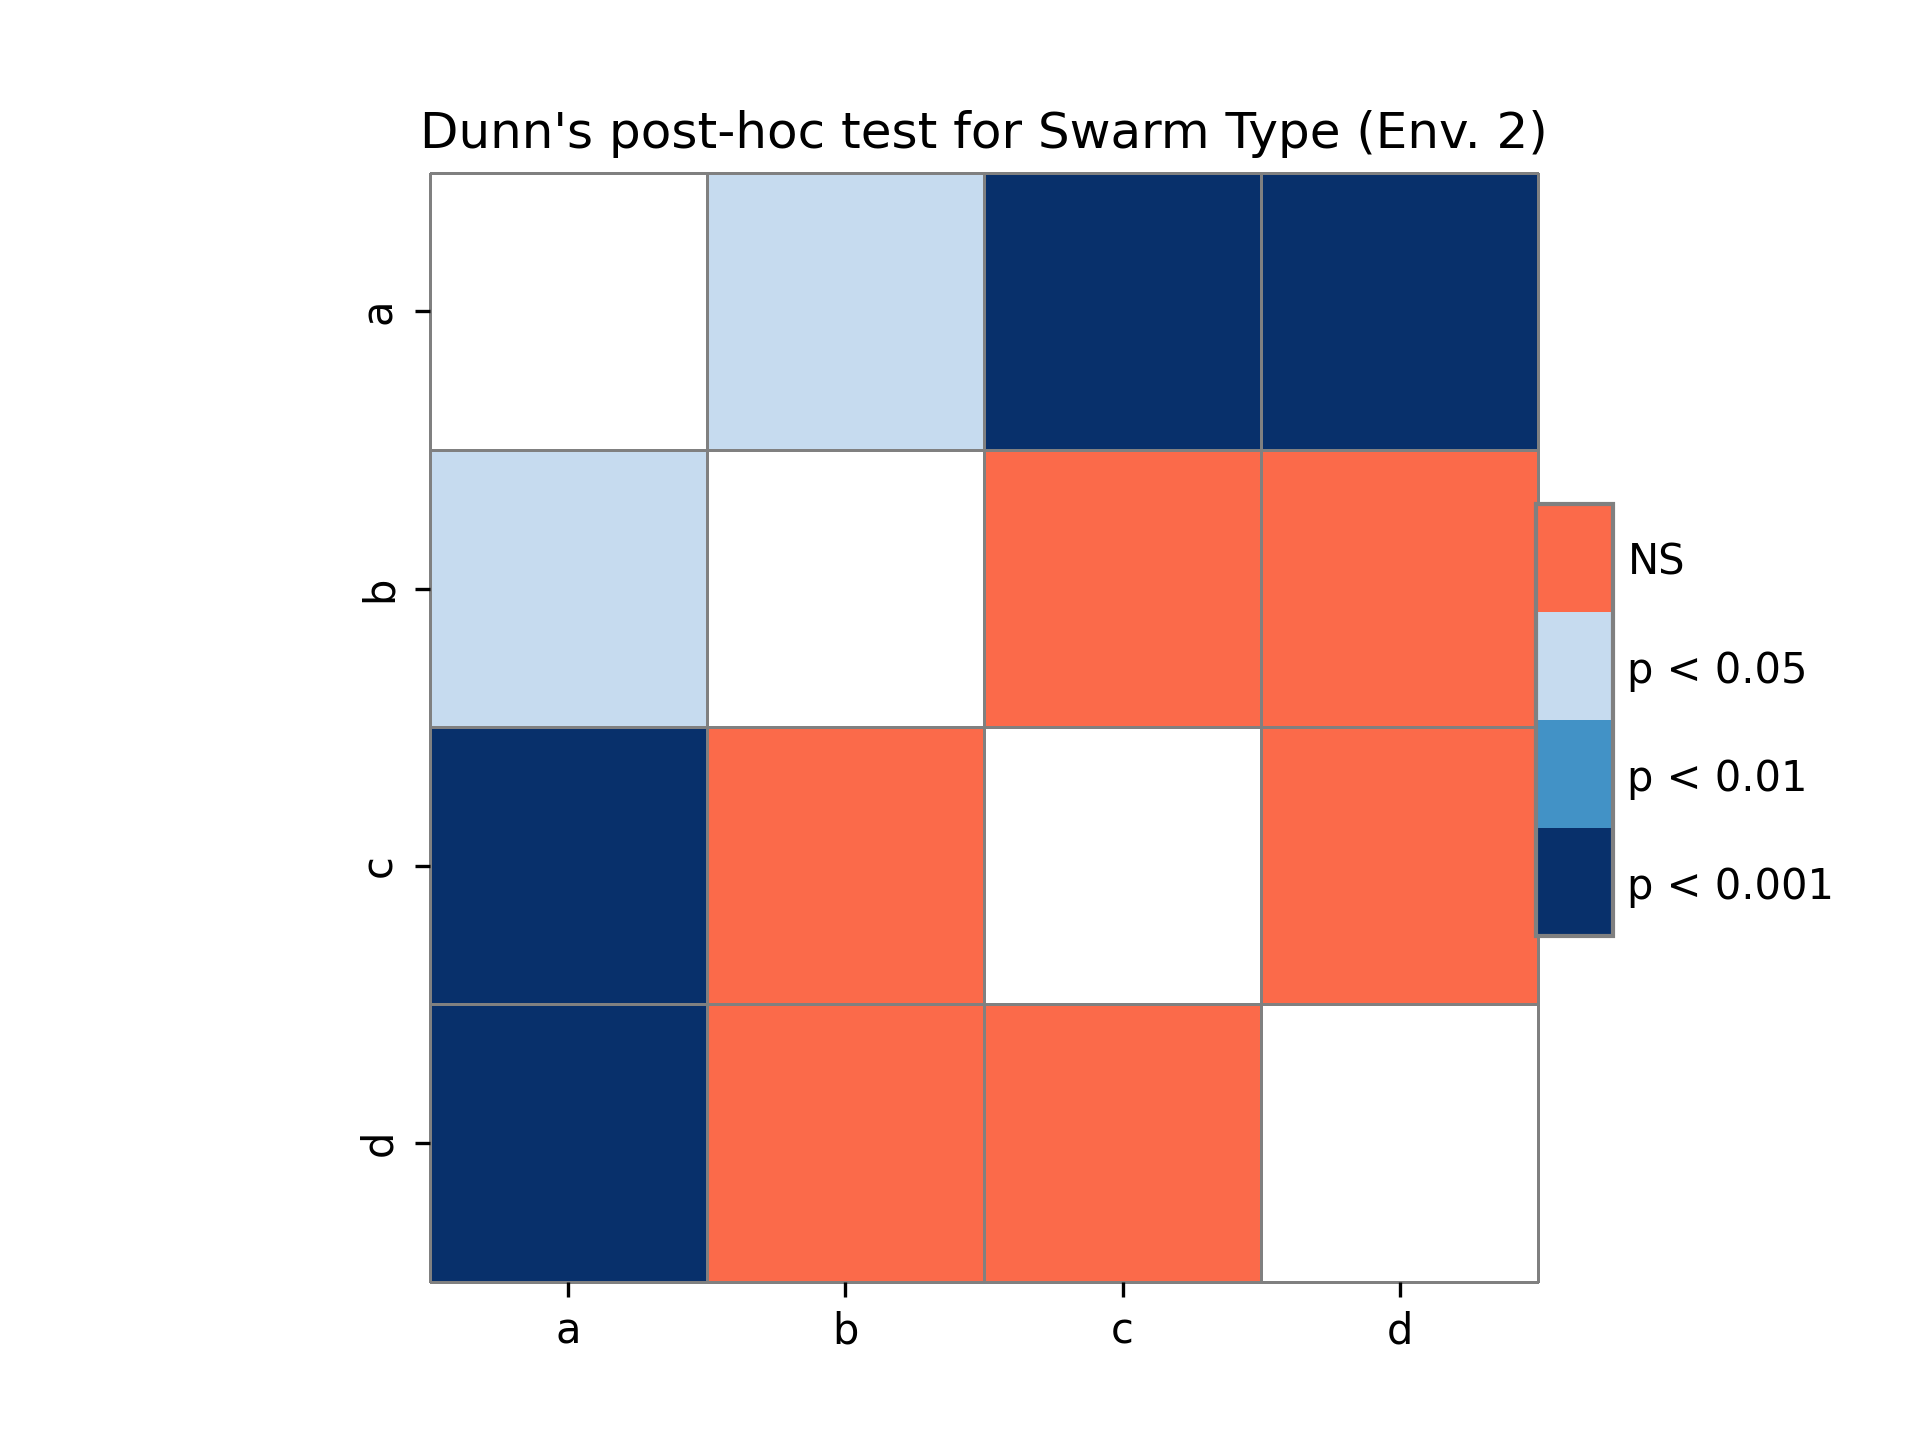 Dunn's post-hoc test for Swarm Type (Env. 2)
a
b
c
d
NS
p < 0.05
p < 0.01
p < 0.001
a b c d